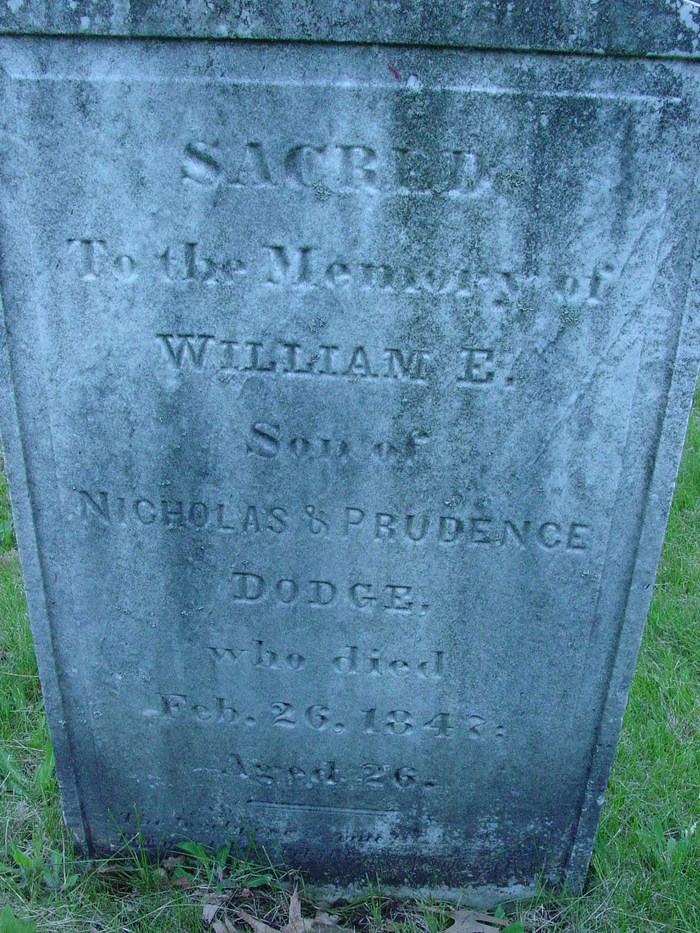 SACRED
To the Memory of
WILLIAM E.
Son of
NICHOLAS & PRUDENCE
DODGE,
who died
Feb. 26, 1847;
Aged 26.